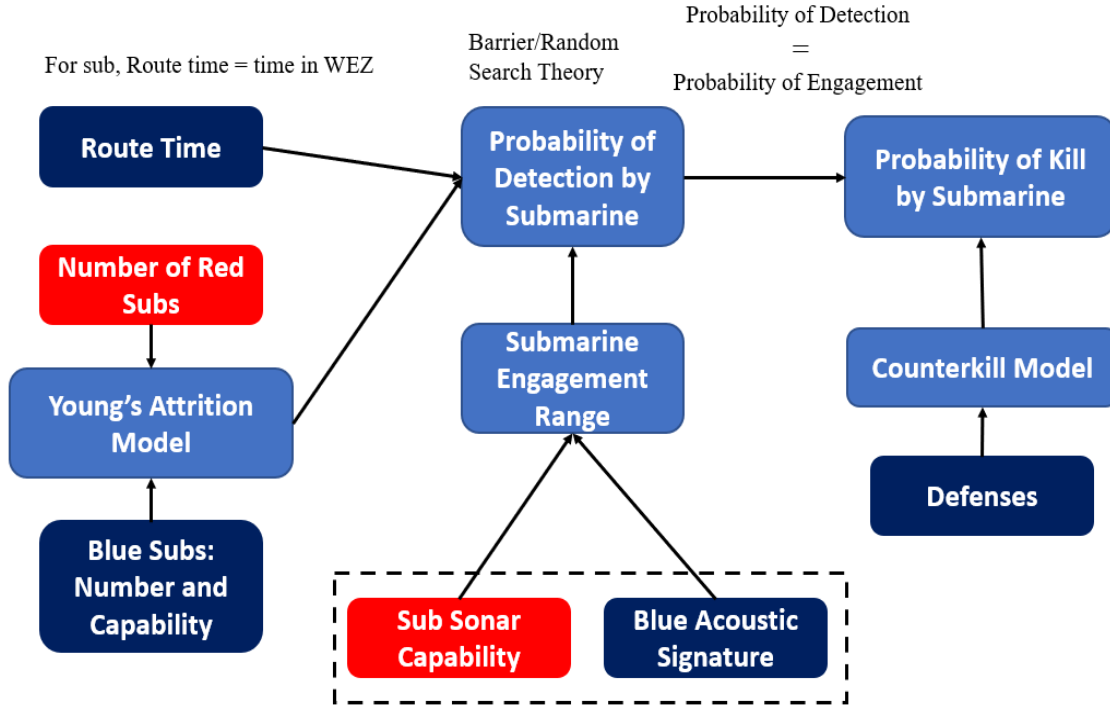 For sub, Route time = time in WEZ
Barrier/Random
Search Theory
Probability of Detection
=
Probability of Engagement
Route Time
Probability of
Detection by
Submarine
Probability of Kill
by Submarine
Number of Red
Subs
Submarine
Engagement
Range
Counterkill Model
Young’s Attrition
Model
Defenses
Blue Subs:
Number and
Capability
Sub Sonar
Capability
Blue Acoustic
Signature